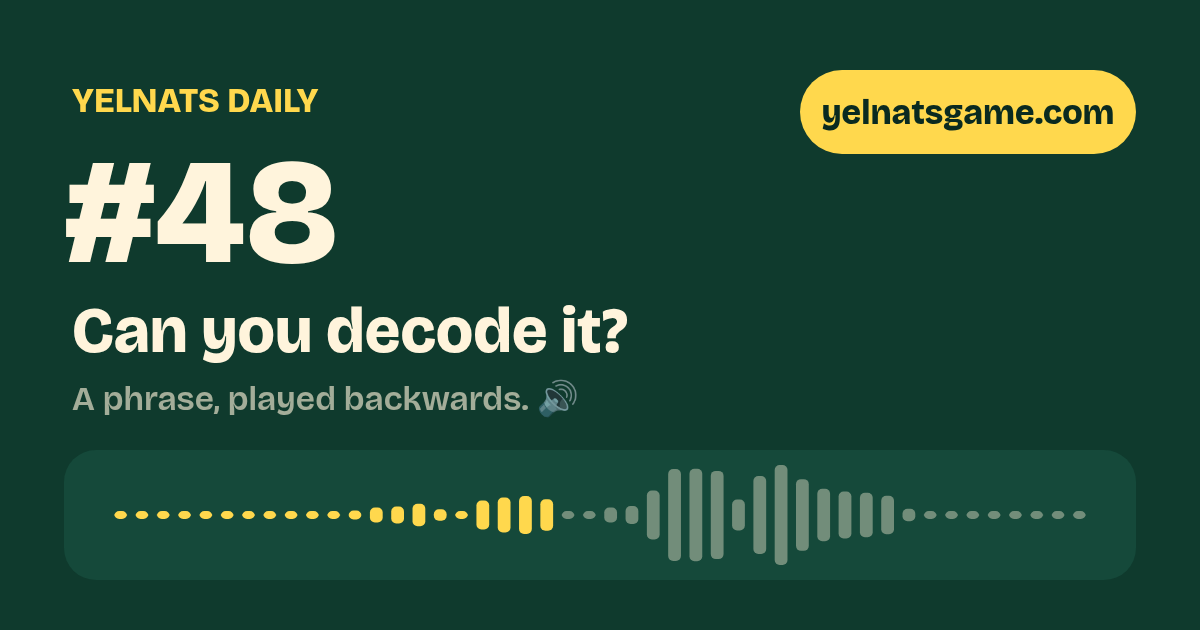 YELNATS DAILY
yelnatsgame.com
#48
Can you decode it?
A phrase, played backwards. 🔊